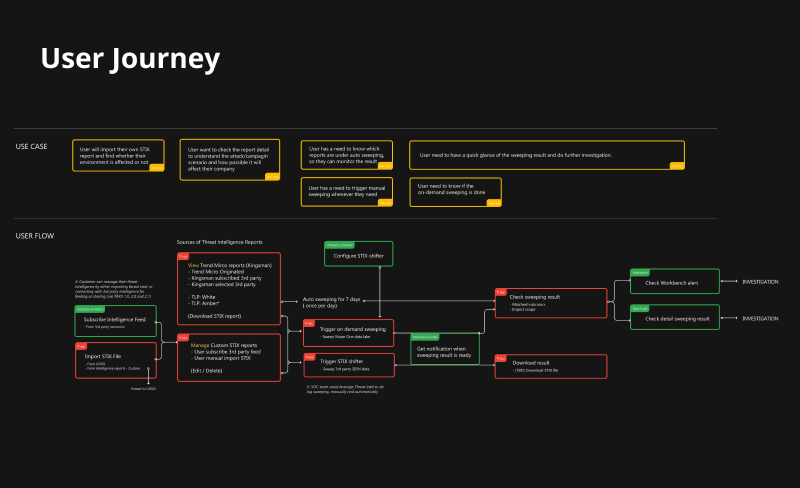 User Journey
USE CASE
User will import their own STIX
report and find whether their
environment is affected or not
User want to check the report detail
to understand the attack/campaign
scenario and how possible it will
affect their company
User has a need to know which
reports are under auto sweeping,
so they can monitor the result
User need to have a quick glance of the sweeping result and do further investigation.
User has a need to trigger manual
sweeping whenever they need
User need to know if the
on-demand sweeping is done
USER FLOW
Sources of Threat Intelligence Reports
View Trend Mirco reports (Kingsman)
- Trend Micro Originated
- Kingsman subscribed 3rd party
- Kingsman selected 3rd party
- TLP: White
- TLP: Amber*
(Download STIX report)
Configure STIX-shifter
Auto sweeping for 7 days
( once per day)
Subscribe Intelligence Feed
- From 3rd party connector
Import STIX File
- From UDSO
- From Intelligence reports - Custom
Manage Custom STIX reports
- User subscribe 3rd party feed
- User manual import STIX
(Edit / Delete)
Trigger on demand sweeping
- Sweep Vision One data lake
Trigger STIX shifter
- Sweep 3rd party SIEM data
Get notification when
sweeping result is ready
Check sweeping result
- Matched indicators
- Impact scope
Download result
- (TBD) Download STIX file
Check Workbench alert
INVESTIGATION
Check detail sweeping result
INVESTIGATION